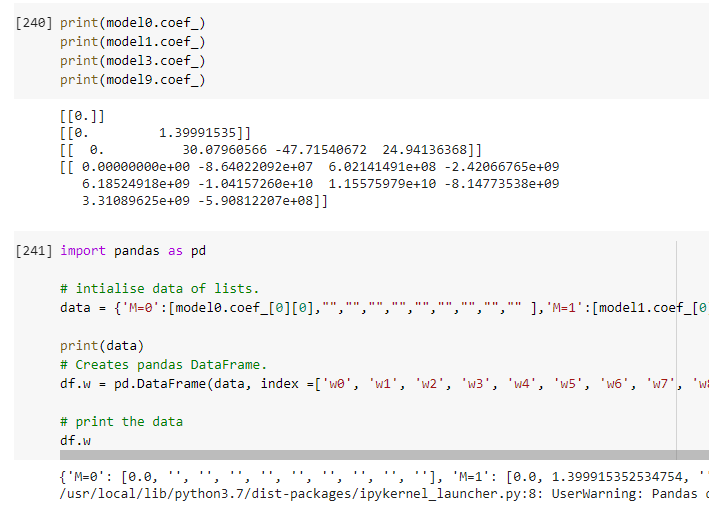 [240] print(model0.coef_)
print(model1.coef_)
print(model3.coef_)
print(model9.coef_)
[[0.]]
[[0.         1.39991535]]
[[  0.          30.07960566 -47.71540672  24.94136368]]
[[ 0.00000000e+00 -8.64022092e+07  6.02141491e+08 -2.42066765e+09
6.18524918e+09 -1.04157260e+10  1.15575979e+10 -8.14773538e+09
3.31089625e+09 -5.90812207e+08]]
[241] import pandas as pd
# intialise data of lists.
data = {'M=0':[model0.coef_[0][0],"","","","","","","","","" ],'M=1':[model1.coef_[0
print(data)
# Creates pandas DataFrame.
df.w = pd.DataFrame(data, index =['w0', 'w1', 'w2', 'w3', 'w4', 'w5', 'w6', 'w7', 'w8
# print the data
df.w
{'M=0': [0.0, '', '', '', '', '', '', '', '', ''], 'M=1': [0.0, 1.399915352534754, '
/usr/local/lib/python3.7/dist-packages/ipykernel_launcher.py:8: UserWarning: Pandas